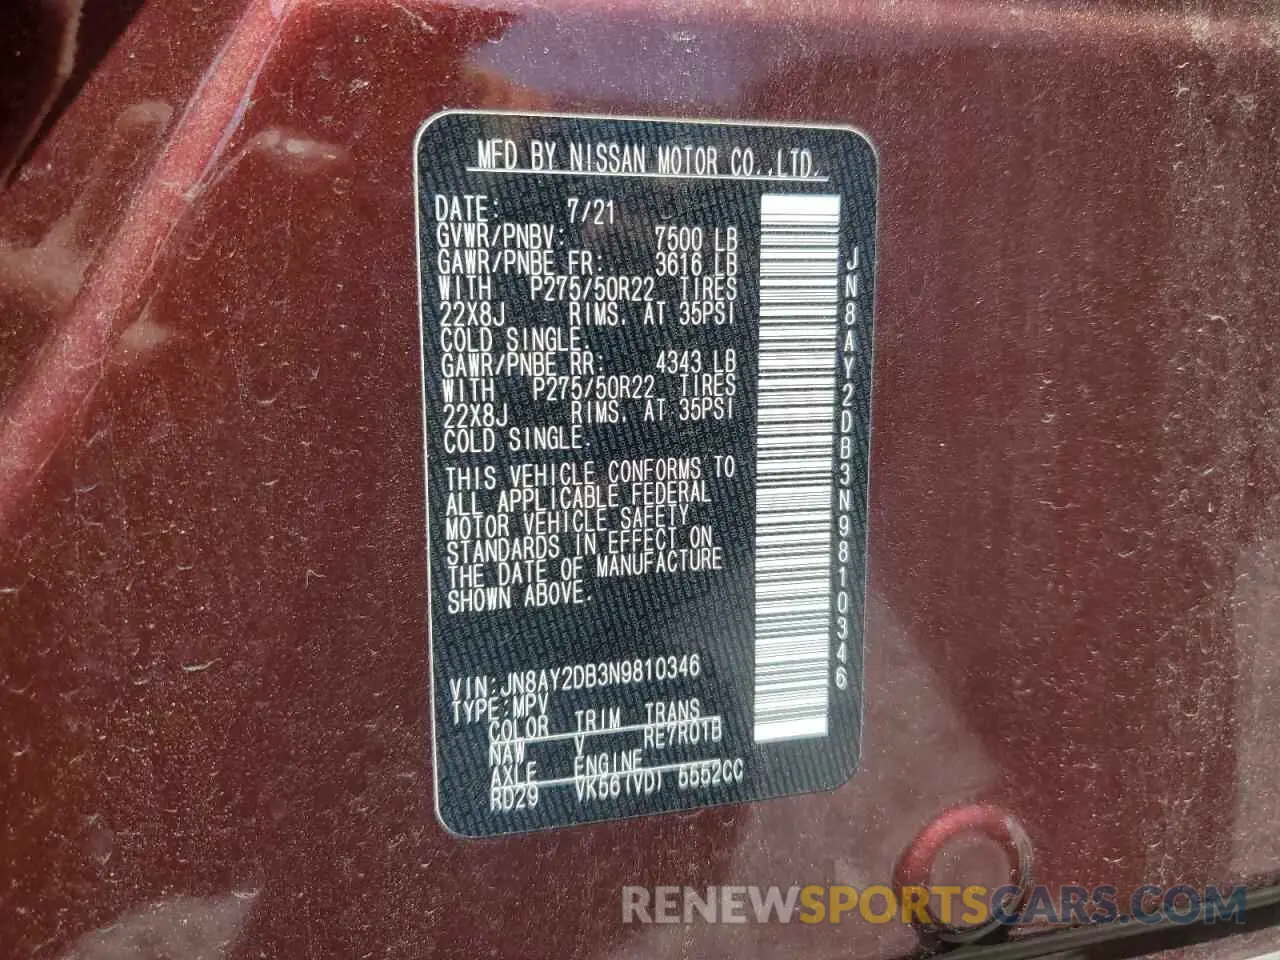 MFD BY NISSAN MOTOR CO.,LTD.
DATE: 7/21
GVWR/PNBV: 7500 LB
GAWR/PNBE FR: 3616 LB
WITH P275/50R22 TIRES
22X8J RIMS. AT 35PSI
COLD SINGLE.
GAWR/PNBE RR: 4343 LB
WITH P275/50R22 TIRES
22X8J RIMS. AT 35PSI
COLD SINGLE.
THIS VEHICLE CONFORMS TO
ALL APPLICABLE FEDERAL
MOTOR VEHICLE SAFETY
STANDARDS IN EFFECT ON
THE DATE OF MANUFACTURE
SHOWN ABOVE.
VIN:JN8AY2DB3N9810346
TYPE:MPV
COLOR TRIM TRANS
NAW V RE7R01B
AXLE ENGINE
RD29 VK56(VD) 5552CC
JN8AY2DB3N9810346
RENEWSPORTSCARS.COM